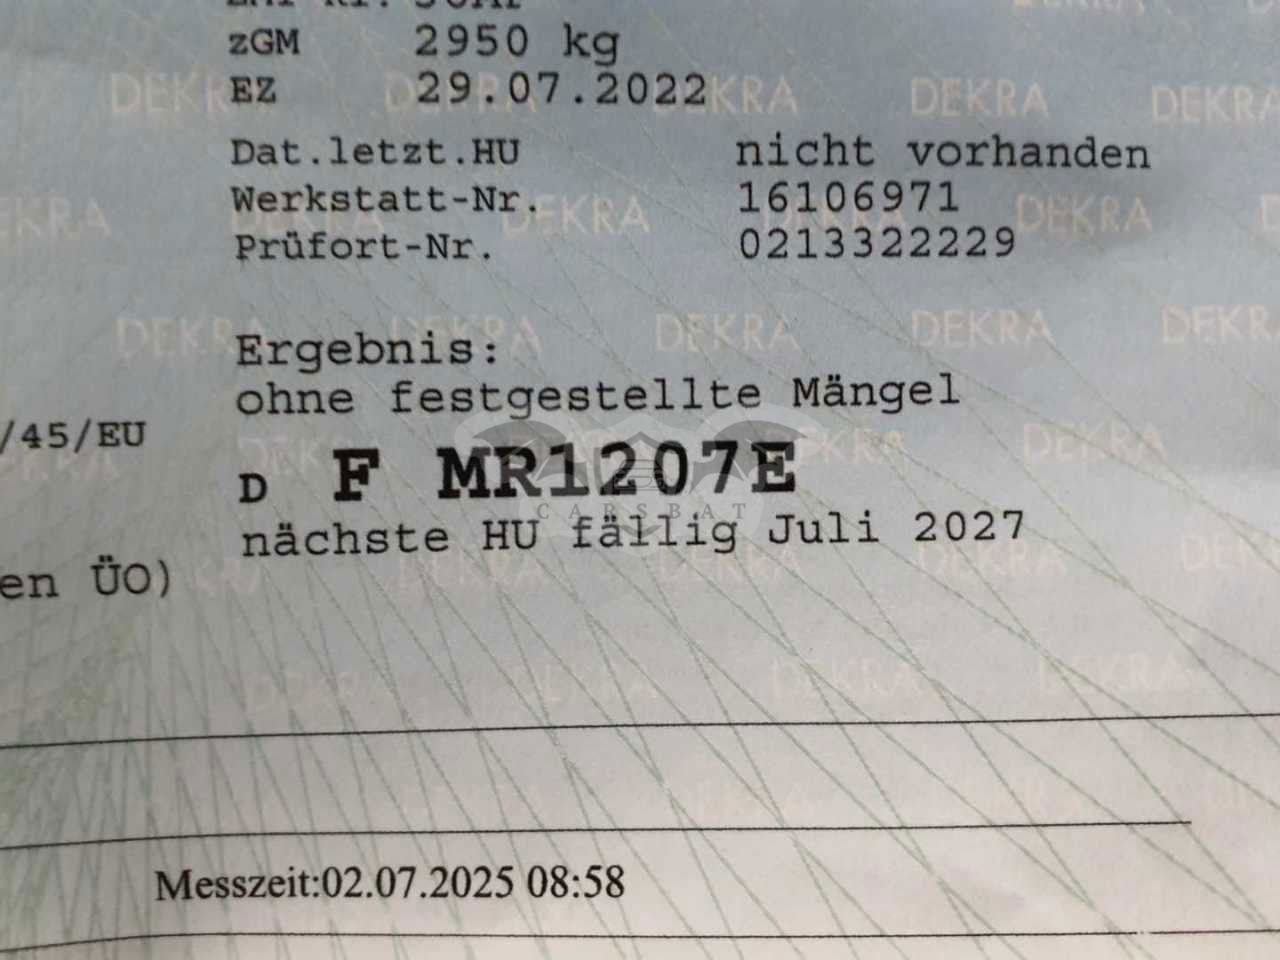 zGM 2950 kg
EZ 29.07.2022
Dat.letzt.HU nicht vorhanden
Werkstatt-Nr. 16106971
Prüfort-Nr. 0213322229
Ergebnis:
ohne festgestellte Mängel
/45/EU
D F MR1207E
CARSBAT
nächste HU fällig Juli 2027
en ÜO)
Messzeit:02.07.2025 08:58
DEKRA